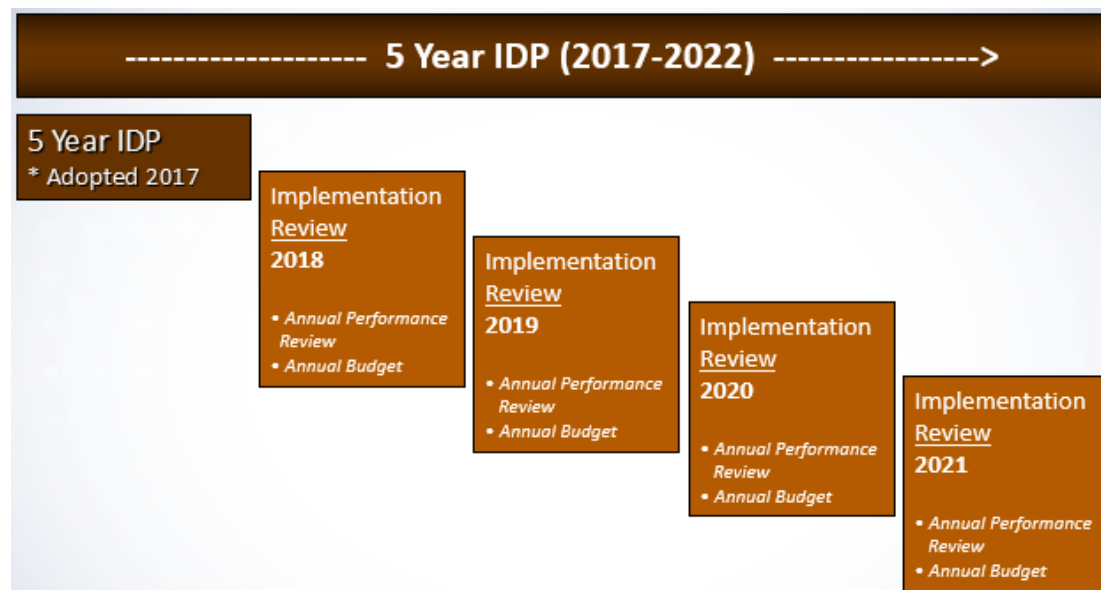 ------------------- 5 Year IDP (2017-2022) ----------------->
5 Year IDP
* Adopted 2017
Implementation
Review
2018
• Annual Performance
Review
• Annual Budget
Implementation
Review
2019
• Annual Performance
Review
• Annual Budget
Implementation
Review
2020
• Annual Performance
Review
• Annual Budget
Implementation
Review
2021
• Annual Performance
Review
• Annual Budget